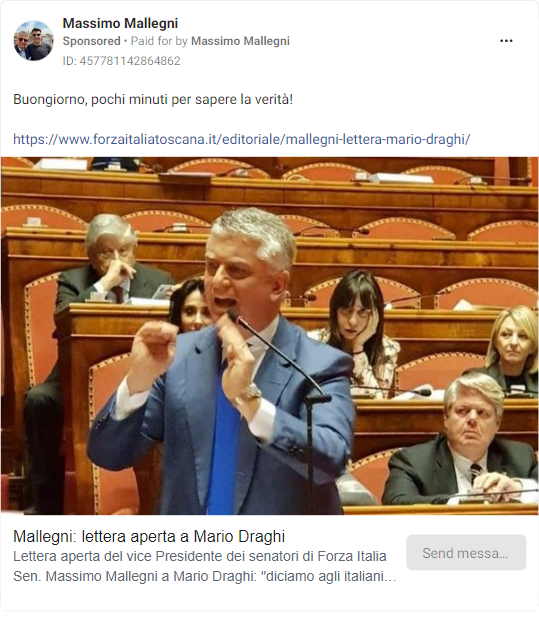 Massimo Mallegni
Sponsored • Paid for by Massimo Mallegni
ID: 457781142864862
Buongiorno, pochi minuti per sapere la verità!
https://www.forzaitaliatoscana.it/editoriale/mallegni-lettera-mario-draghi/
Mallegni: lettera aperta a Mario Draghi
Lettera aperta del vice Presidente dei senatori di Forza Italia
Sen. Massimo Mallegni a Mario Draghi: "diciamo agli italiani…
Send messa...